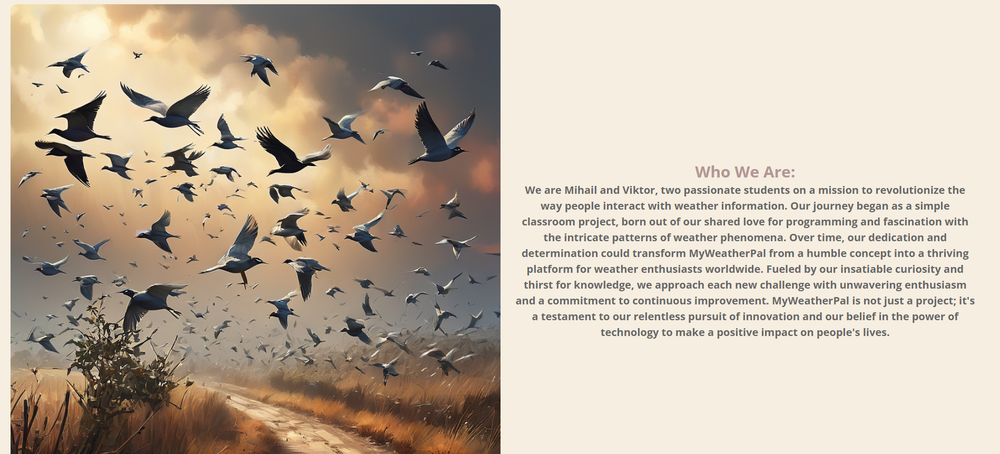 Who We Are:
We are Mihail and Viktor, two passionate students on a mission to revolutionize the
way people interact with weather information. Our journey began as a simple
classroom project, born out of our shared love for programming and fascination with
the intricate patterns of weather phenomena. Over time, our dedication and
determination could transform MyWeatherPal from a humble concept into a thriving
platform for weather enthusiasts worldwide. Fueled by our insatiable curiosity and
thirst for knowledge, we approach each new challenge with unwavering enthusiasm
and a commitment to continuous improvement. MyWeatherPal is not just a project; it's
a testament to our relentless pursuit of innovation and our belief in the power of
technology to make a positive impact on people's lives.